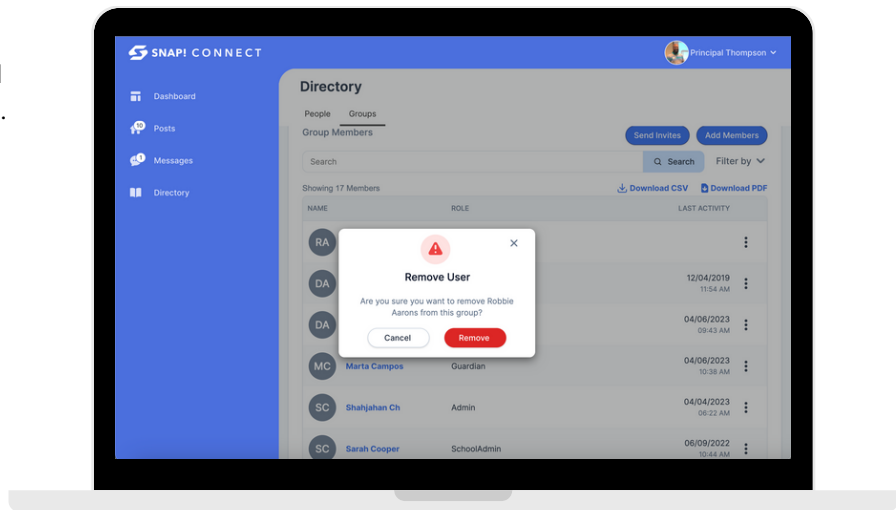 SNAP! CONNECT
Principal Thompson
Dashboard
10
Posts
1
Messages
Directory
Directory
People Groups
Group Members
Send Invites Add Members
Search Search Filter by
Showing 17 Members Download CSV Download PDF
NAME ROLE LAST ACTIVITY
RA
DA 12/04/2019
11:54 AM
DA 04/06/2023
09:43 AM
MC Marta Campos Guardian 04/06/2023
10:38 AM
SC Shahjahan Ch Admin 04/04/2023
06:22 AM
SC Sarah Cooper SchoolAdmin 06/09/2022
10:44 AM
Remove User
Are you sure you want to remove Robbie
Aarons from this group?
Cancel Remove